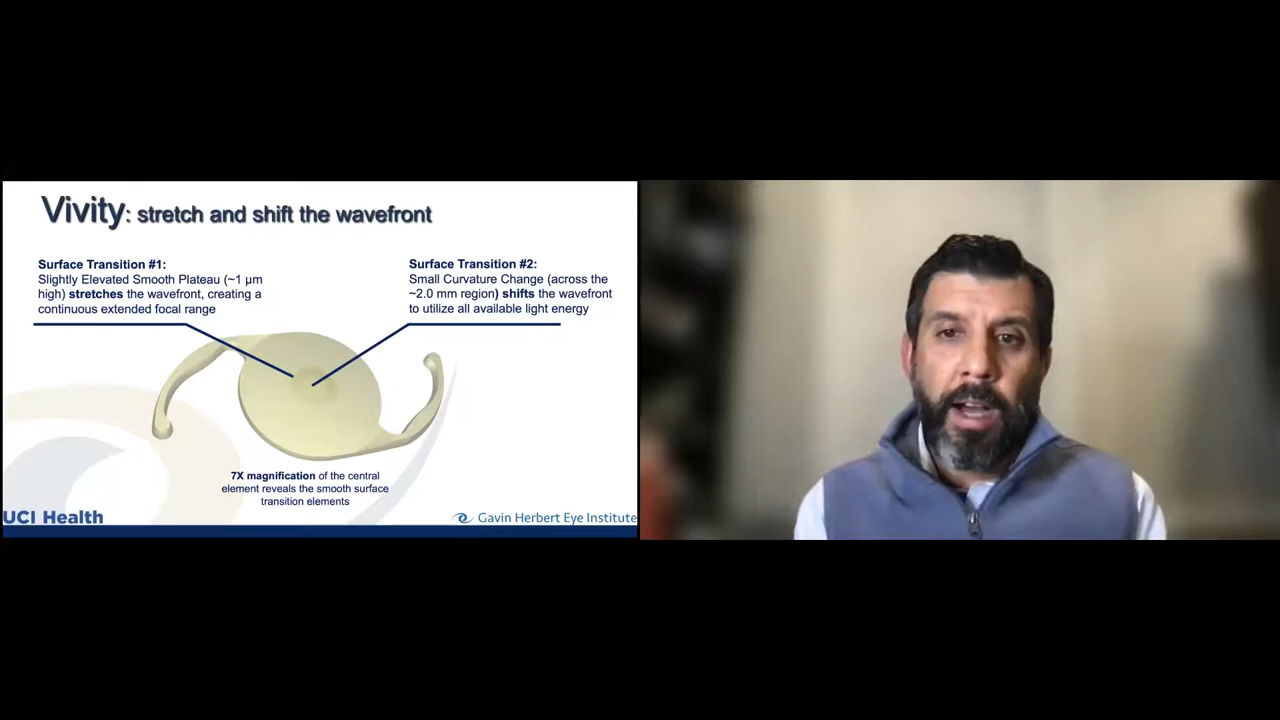 Vivity: stretch and shift the wavefront
Surface Transition #1:
Slightly Elevated Smooth Plateau (~1 µm
high) stretches the wavefront, creating a
continuous extended focal range
Surface Transition #2:
Small Curvature Change (across the
~2.0 mm region) shifts the wavefront
to utilize all available light energy
7X magnification of the central
element reveals the smooth surface
transition elements
UCI Health
Gavin Herbert Eye Institute